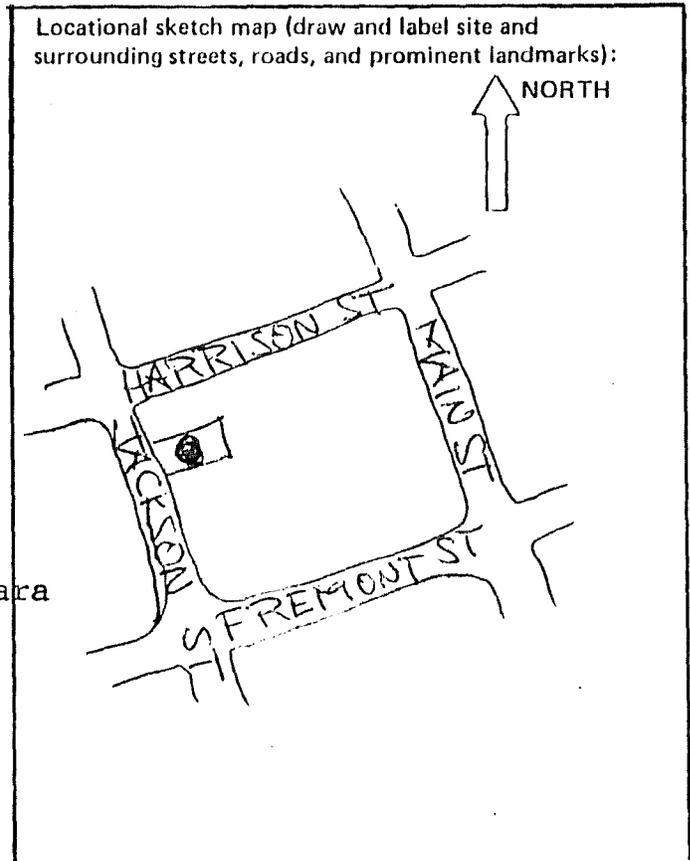 Locational sketch map (draw and label site and
surrounding streets, roads, and prominent landmarks):
NORTH
HARRISON ST
MAIN ST
JACKSON ST
FREMONT ST
ara